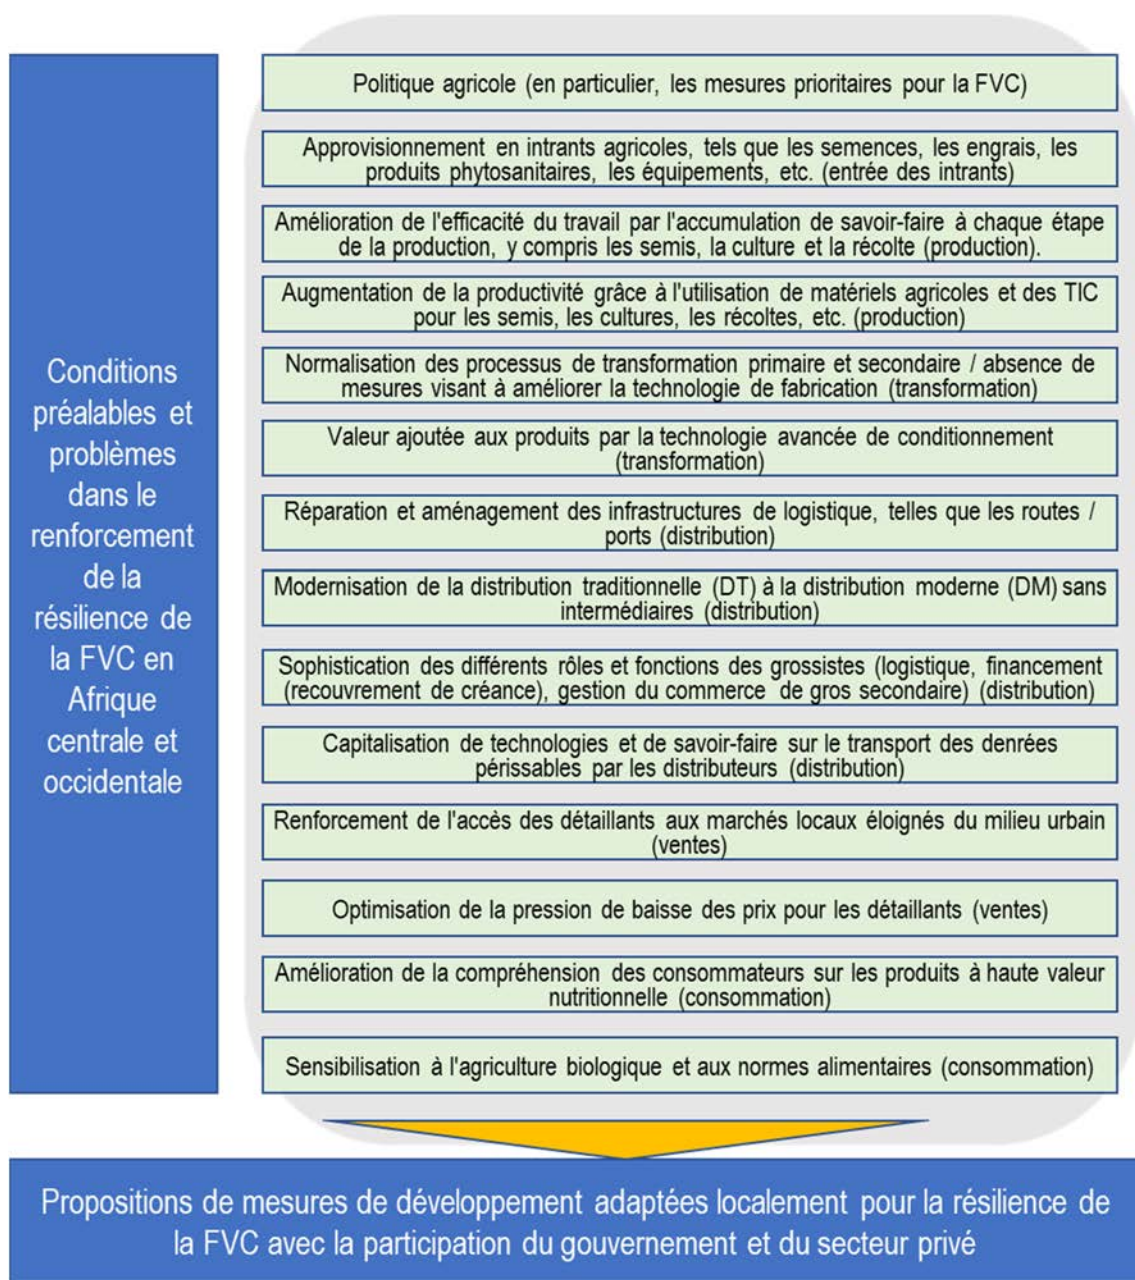 Conditions
préalables et
problèmes
dans le
renforcement
de la
résilience de
la FVC en
Afrique
centrale et
occidentale
Politique agricole (en particulier, les mesures prioritaires pour la FVC)
Approvisionnement en intrants agricoles, tels que les semences, les engrais, les
produits phytosanitaires, les équipements, etc. (entrée des intrants)
Amélioration de l'efficacité du travail par l'accumulation de savoir-faire à chaque étape
de la production, y compris les semis, la culture et la récolte (production).
Augmentation de la productivité grâce à l'utilisation de matériels agricoles et des TIC
pour les semis, les cultures, les récoltes, etc. (production)
Normalisation des processus de transformation primaire et secondaire / absence de
mesures visant à améliorer la technologie de fabrication (transformation)
Valeur ajoutée aux produits par la technologie avancée de conditionnement
(transformation)
Réparation et aménagement des infrastructures de logistique, telles que les routes /
ports (distribution)
Modernisation de la distribution traditionnelle (DT) à la distribution moderne (DM) sans
intermédiaires (distribution)
Sophistication des différents rôles et fonctions des grossistes (logistique, financement
(recouvrement de créance), gestion du commerce de gros secondaire) (distribution)
Capitalisation de technologies et de savoir-faire sur le transport des denrées
périssables par les distributeurs (distribution)
Renforcement de l'accès des détaillants aux marchés locaux éloignés du milieu urbain
(ventes)
Optimisation de la pression de baisse des prix pour les détaillants (ventes)
Amélioration de la compréhension des consommateurs sur les produits à haute valeur
nutritionnelle (consommation)
Sensibilisation à l'agriculture biologique et aux normes alimentaires (consommation)
Propositions de mesures de développement adaptées localement pour la résilience de
la FVC avec la participation du gouvernement et du secteur privé